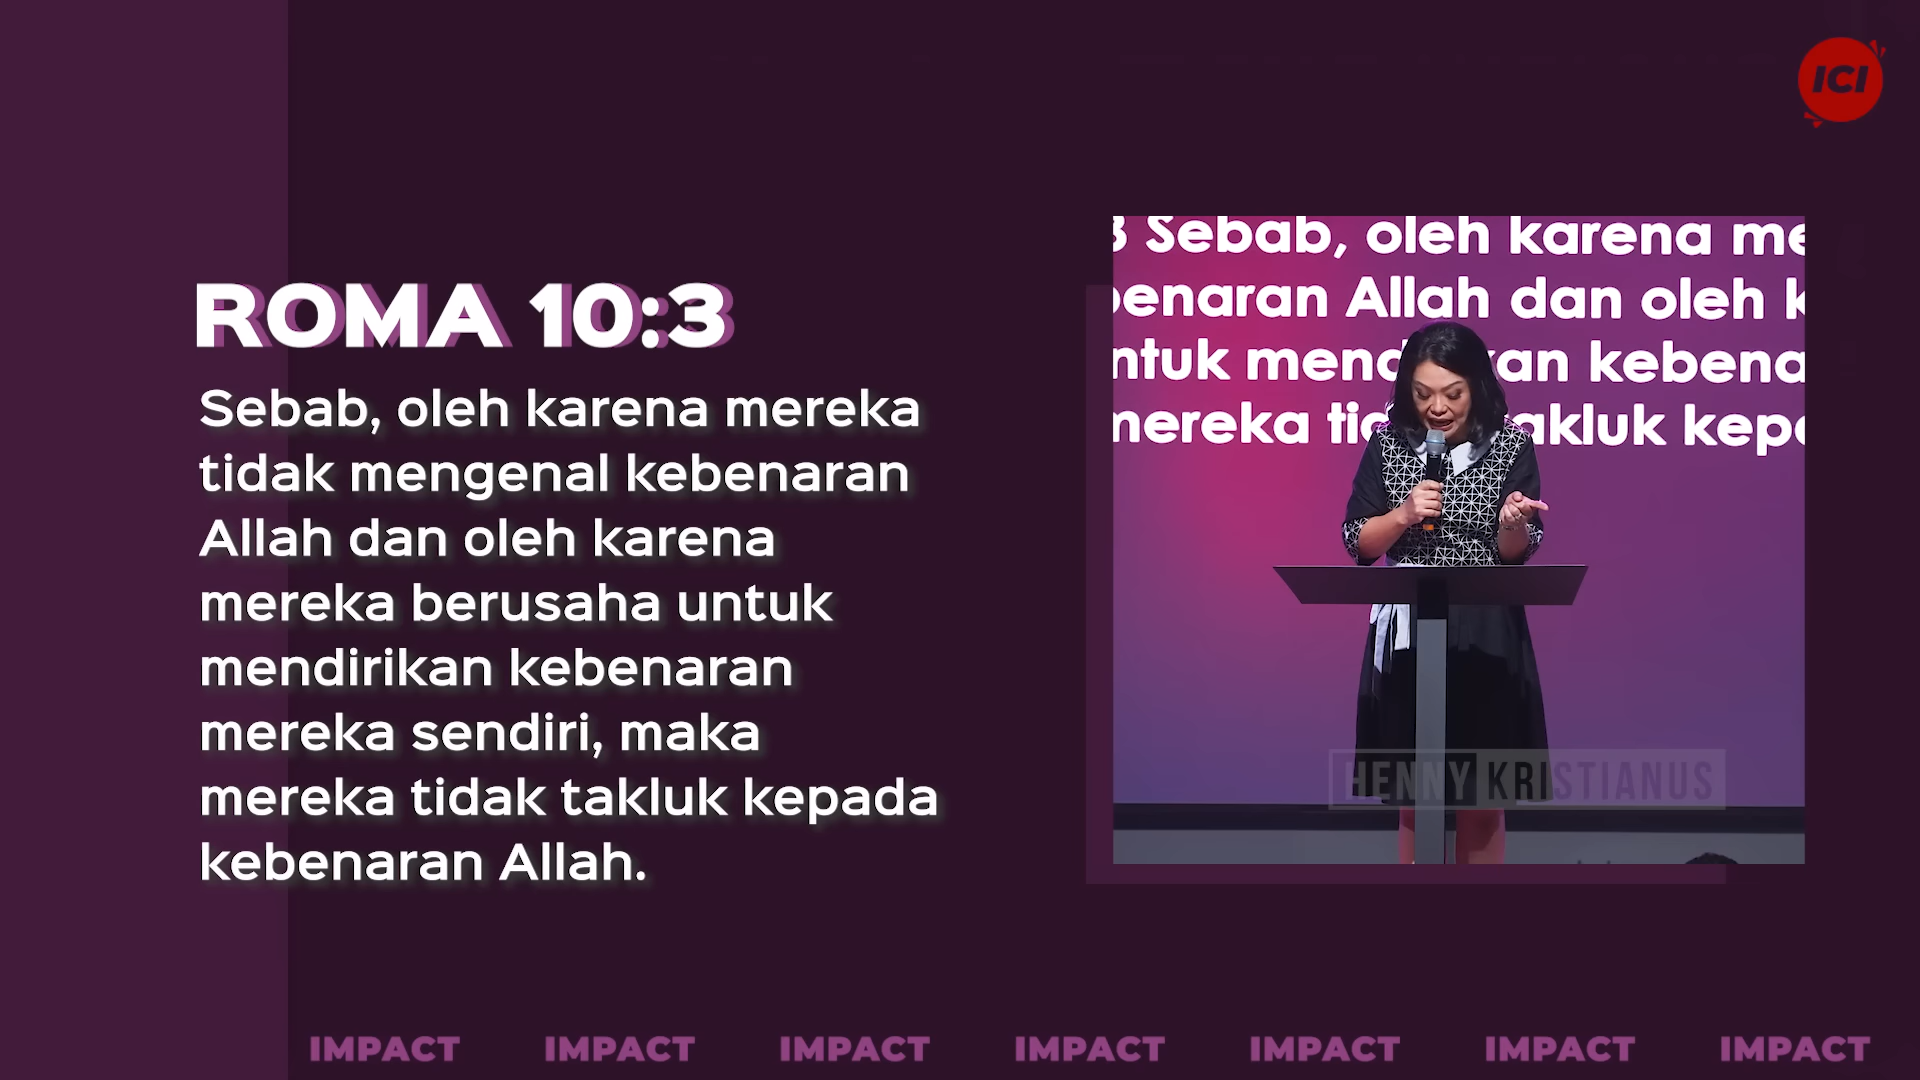 ICI
ROMA 10:3
Sebab, oleh karena mereka
tidak mengenal kebenaran
Allah dan oleh karena
mereka berusaha untuk
mendirikan kebenaran
mereka sendiri, maka
mereka tidak takluk kepada
kebenaran Allah.
3 Sebab, oleh karena
Allah dan oleh
kepada
HENNY KRISTIANUS
IMPACT IMPACT IMPACT IMPACT IMPACT IMPACT IMPACT